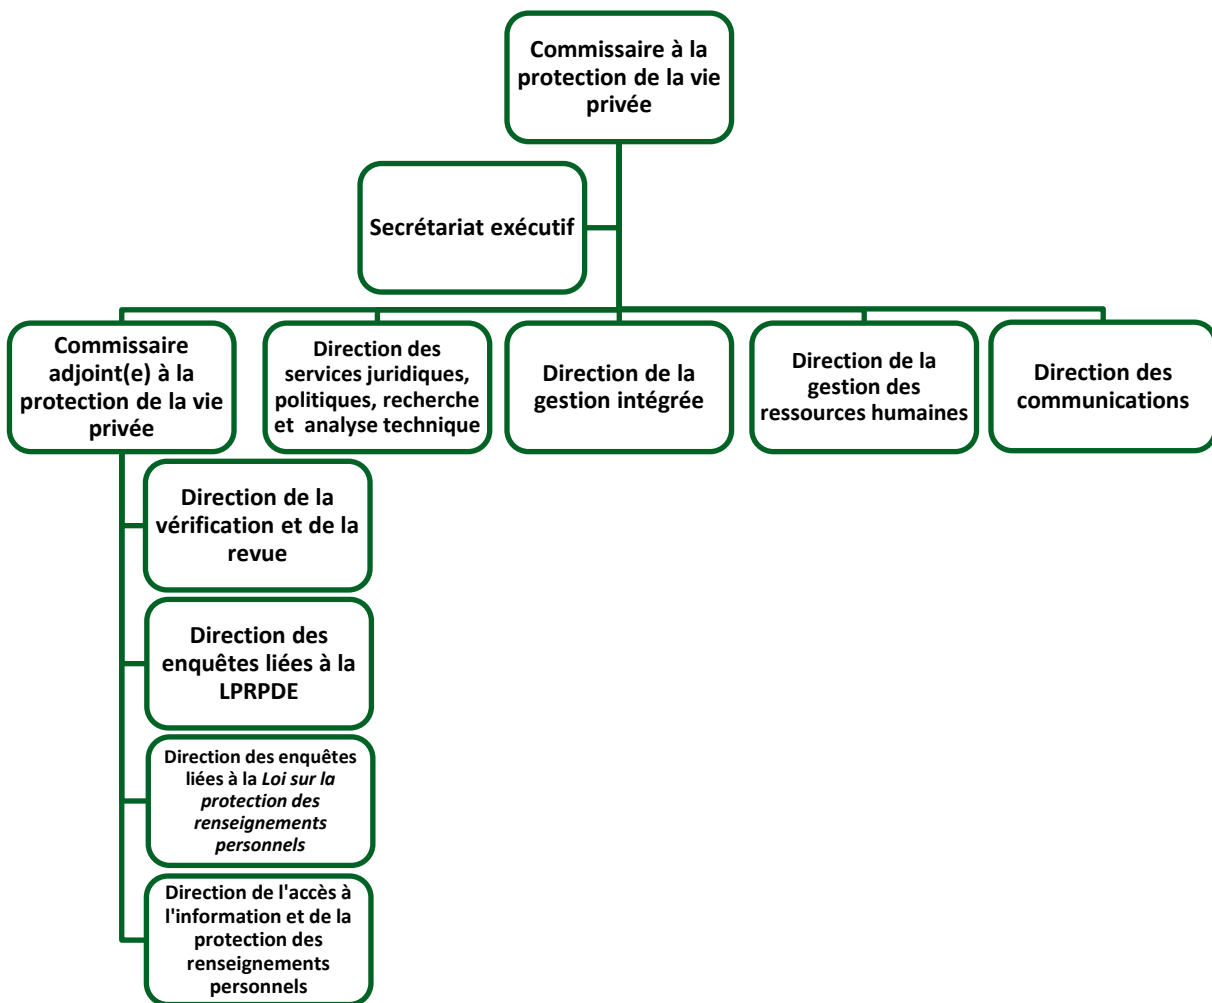 Commissaire à la
protection de la vie
privée
Secrétariat exécutif
Commissaire
adjoint(e) à la
protection de la vie
privée
Direction des
services juridiques,
politiques, recherche
et analyse technique
Direction de la
gestion intégrée
Direction de la
gestion des
ressources humaines
Direction des
communications
Direction de la
vérification et de la
revue
Direction des
enquêtes liées à la
LPRPDE
Direction des enquêtes
liées à la Loi sur la
protection des
renseignements
personnels
Direction de l'accès à
l'information et de la
protection des
renseignements
personnels